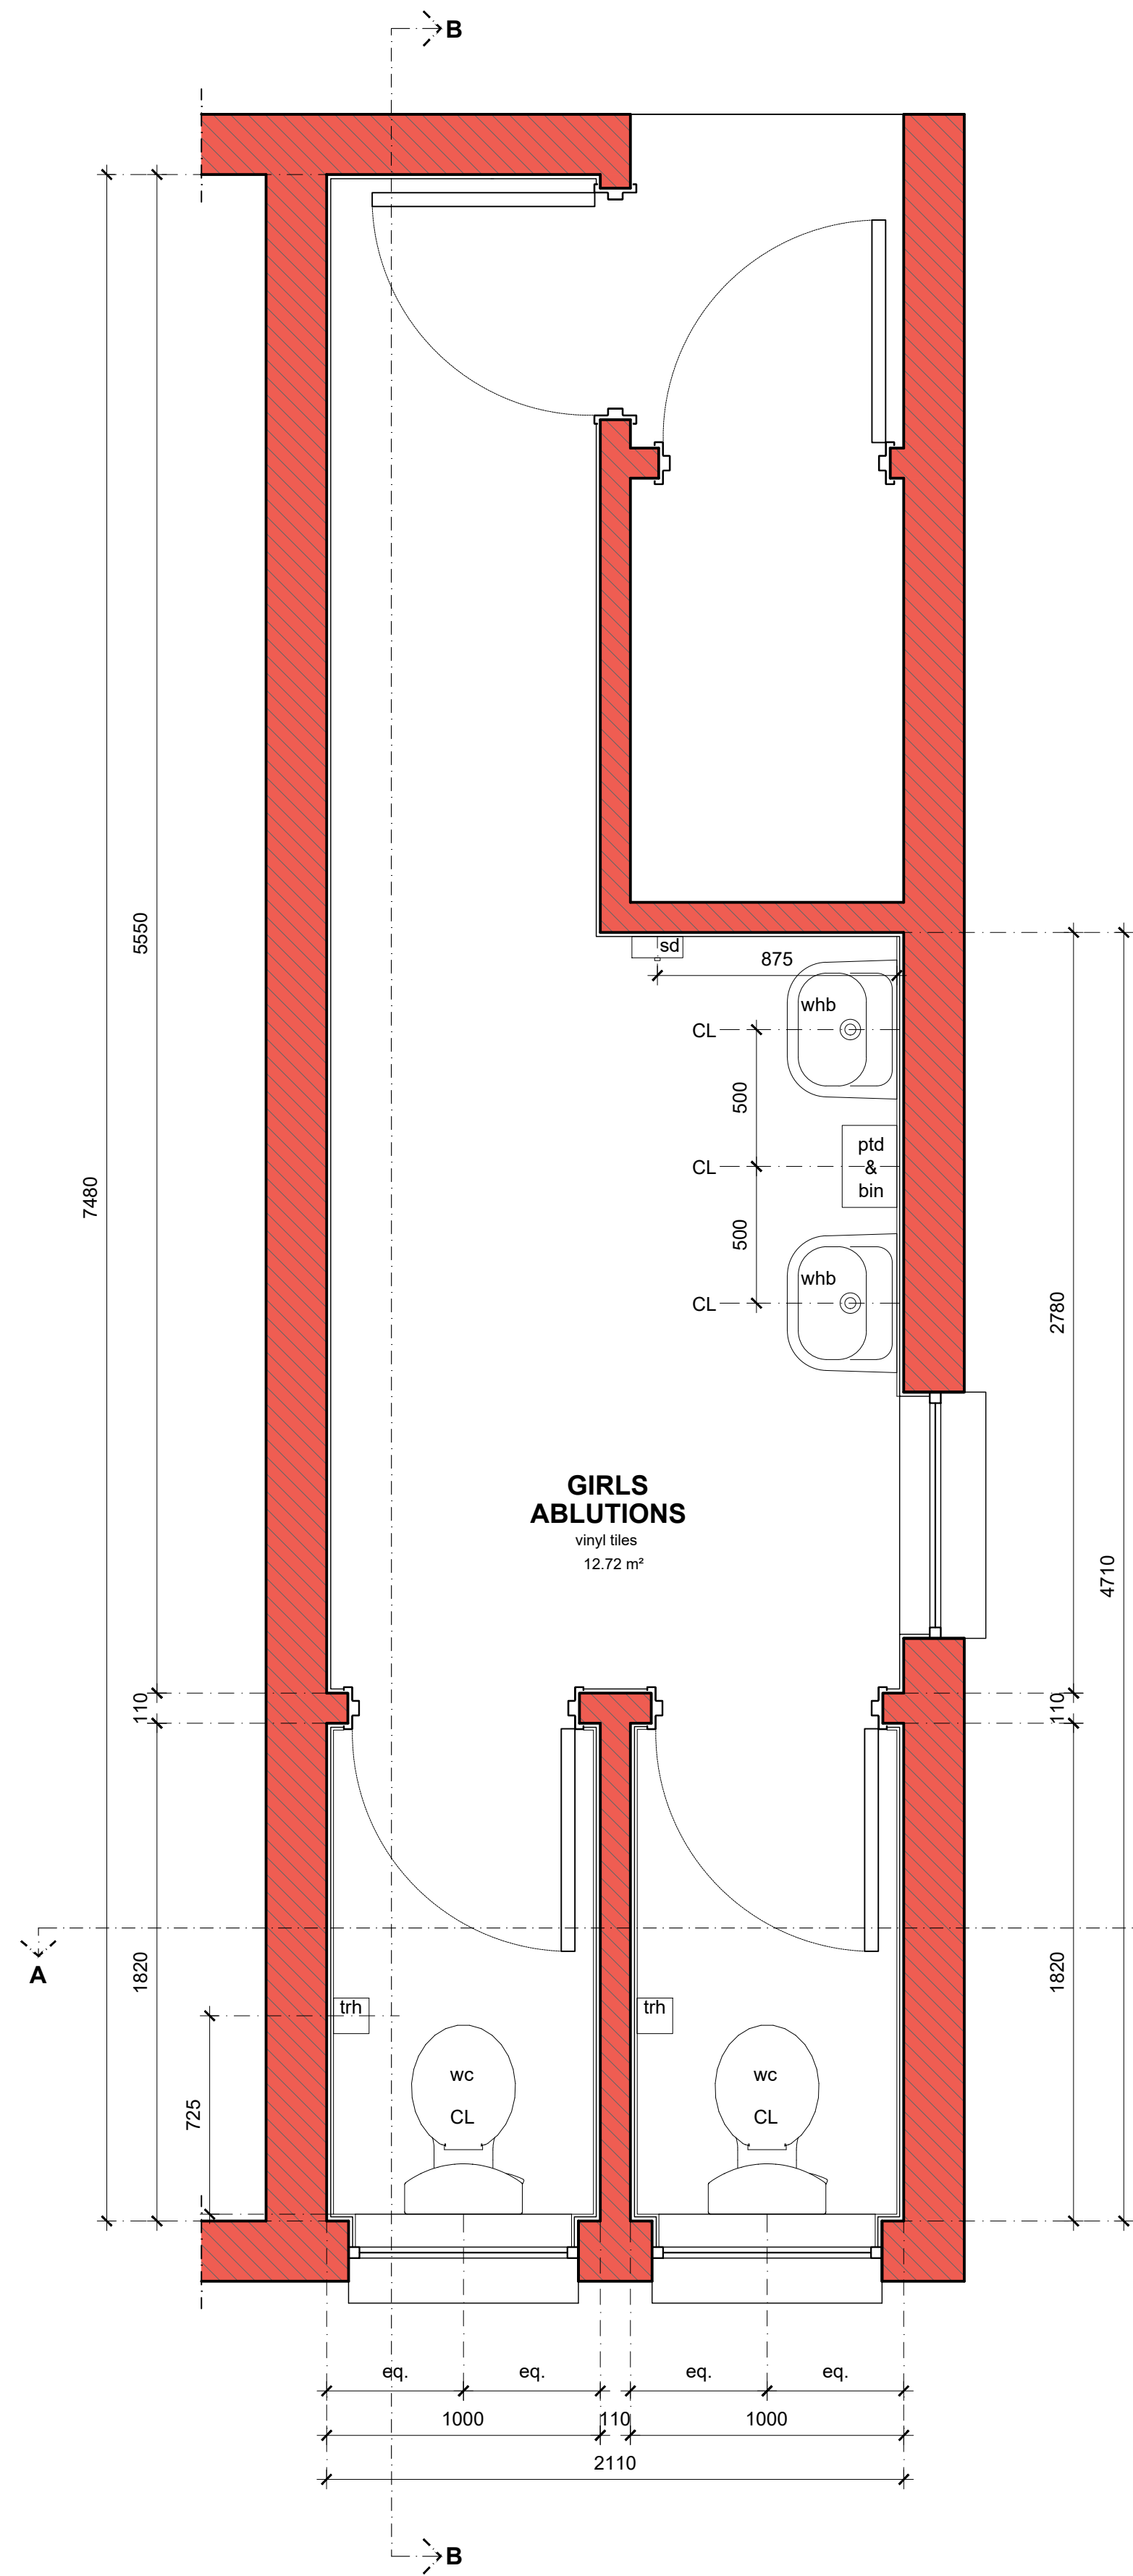 B
sd
875
whb
CL
500
ptd
&
bin
CL
500
whb
CL
5550
7480
2780
4710
GIRLS
ABLUTIONS
vinyl tiles
12.72 m²
110
110
A
1820
1820
trh
trh
725
wc
CL
wc
CL
eq.
eq.
eq.
eq.
1000
110
1000
2110
B